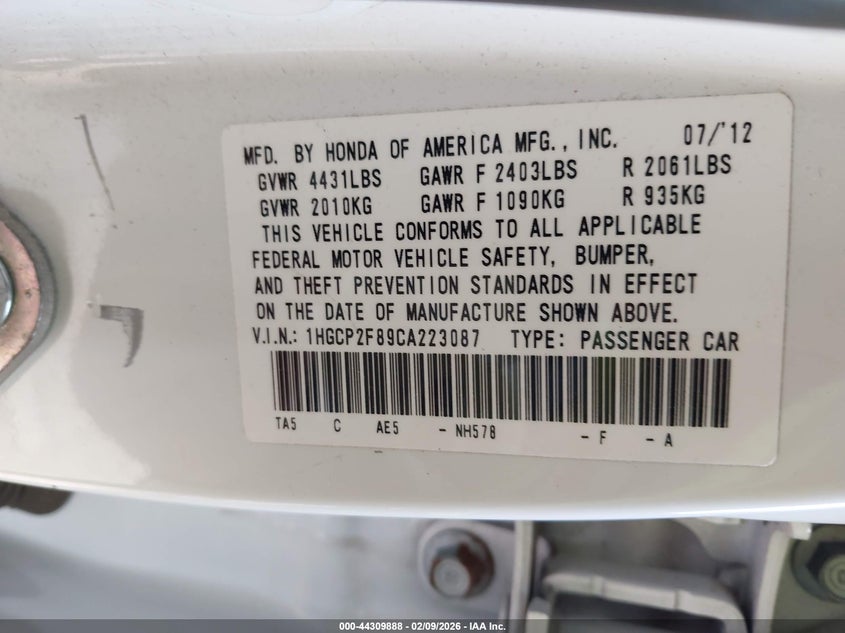 MFD. BY HONDA OF AMERICA MFG., INC. 07/'12
GVWR 4431LBS GAWR F 2403LBS R 2061LBS
GVWR 2010KG GAWR F 1090KG R 935KG
THIS VEHICLE CONFORMS TO ALL APPLICABLE
FEDERAL MOTOR VEHICLE SAFETY, BUMPER,
AND THEFT PREVENTION STANDARDS IN EFFECT
ON THE DATE OF MANUFACTURE SHOWN ABOVE.
V.I.N.: 1HGCP2F89CA223087 TYPE: PASSENGER CAR
TA5 C AE5 - NH578 - F - A
000-44309888 - 02/09/2026 - IAA Inc.